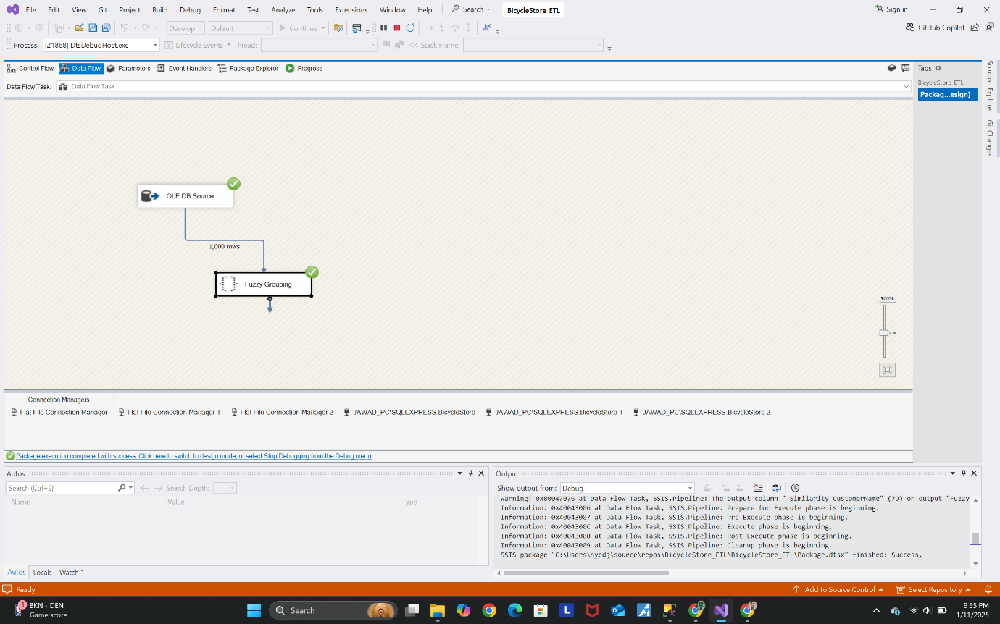 File Edit View Git Project Build Debug Format Test Analyze Tools Extensions Window Help Search BicycleStore_ETL Sign in
Develop Default Continue GitHub Copilot
Process: [21868] DtsDebugHost.exe Lifecycle Events Thread: Stack Frame:
Control Flow Data Flow Parameters Event Handlers Package Explorer Progress
Data Flow Task: Data Flow Task
Tabs
BicycleStore_ETL
Packag...esign]
Solution Explorer
Git Changes
OLE DB Source
1,000 rows
Fuzzy Grouping
100%
Connection Managers
Flat File Connection Manager Flat File Connection Manager 1 Flat File Connection Manager 2 JAWAD_PC\SQLEXPRESS.BicycleStore JAWAD_PC\SQLEXPRESS.BicycleStore 1 JAWAD_PC\SQLEXPRESS.BicycleStore 2
Package execution completed with success. Click here to switch to design mode, or select Stop Debugging from the Debug menu.
Autos
Search (Ctrl+E) Search Depth:
Name Value Type
Autos Locals Watch 1
Output
Show output from: Debug
Warning: 0x80047076 at Data Flow Task, SSIS.Pipeline: The output column "_Similarity_CustomerName" (79) on output "Fuzzy
Information: 0x40043006 at Data Flow Task, SSIS.Pipeline: Prepare for Execute phase is beginning.
Information: 0x40043007 at Data Flow Task, SSIS.Pipeline: Pre-Execute phase is beginning.
Information: 0x4004300C at Data Flow Task, SSIS.Pipeline: Execute phase is beginning.
Information: 0x40043008 at Data Flow Task, SSIS.Pipeline: Post Execute phase is beginning.
Information: 0x40043009 at Data Flow Task, SSIS.Pipeline: Cleanup phase is beginning.
SSIS package "C:\Users\syedj\source\repos\BicycleStore_ETL\BicycleStore_ETL\Package.dtsx" finished: Success.
Ready Add to Source Control Select Repository
1 BKN - DEN
Game score
Search
L
9:55 PM
1/11/2025